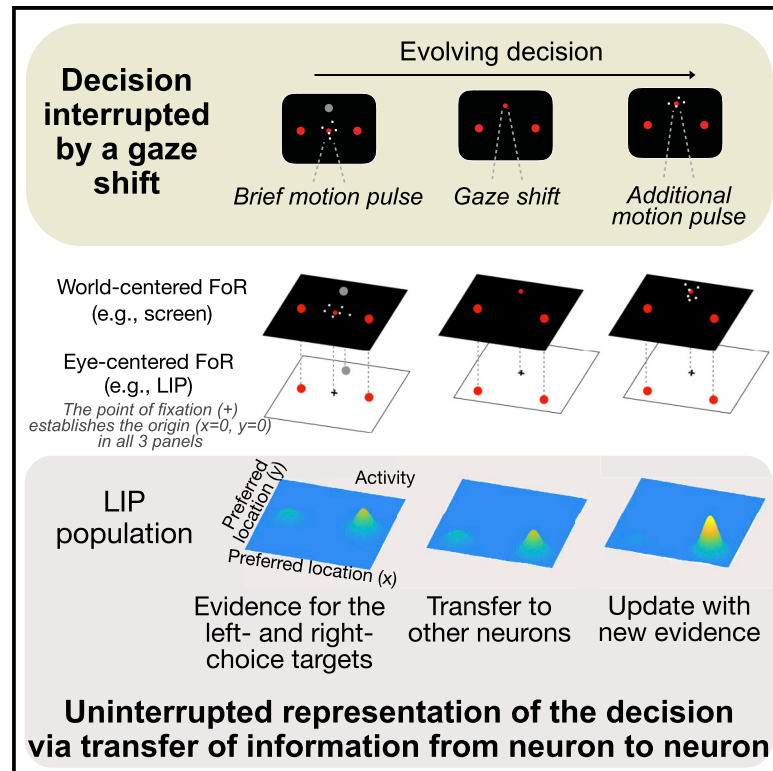 Decision
interrupted
by a gaze
shift
Evolving decision
Brief motion pulse
Gaze shift
Additional
motion pulse
World-centered FoR
(e.g., screen)
Eye-centered FoR
(e.g., LIP)
The point of fixation (+)
establishes the origin (x=0, y=0)
in all 3 panels
+
+
+
LIP
population
Preferred
location (y)
Activity
Preferred location (x)
Evidence for the
left- and right-
choice targets
Transfer to
other neurons
Update with
new evidence
Uninterrupted representation of the decision
via transfer of information from neuron to neuron